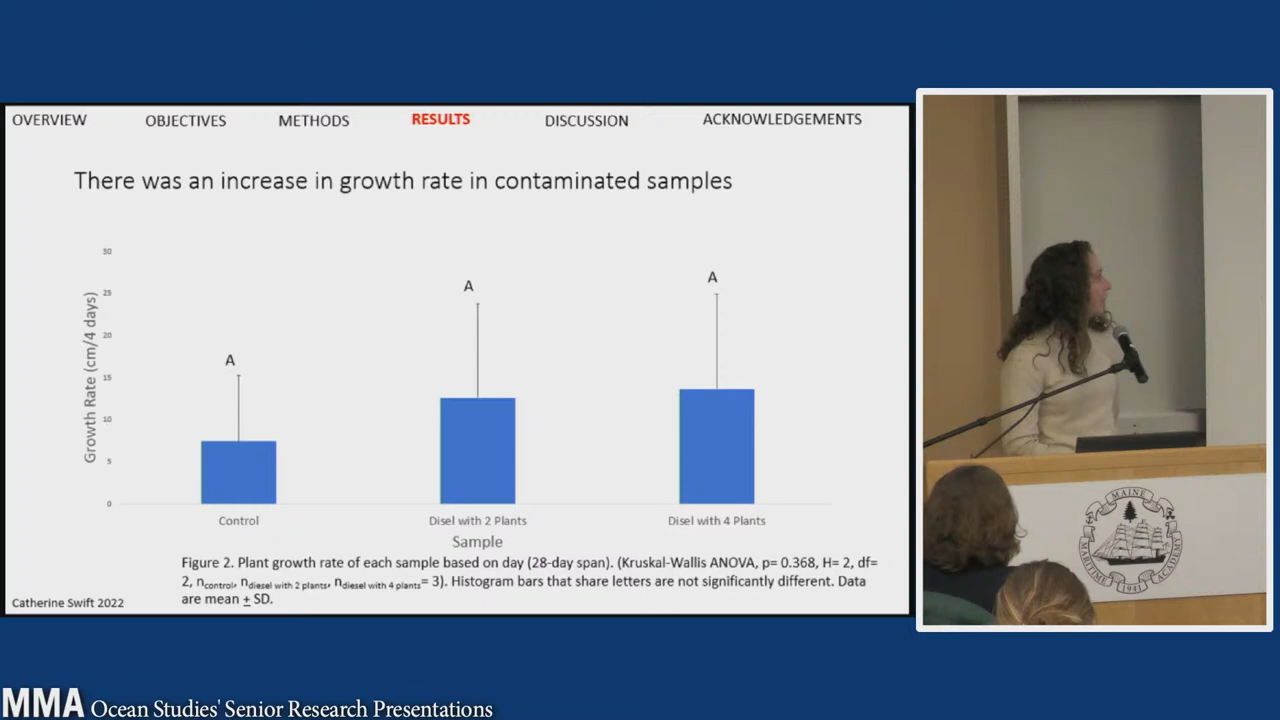 OVERVIEW OBJECTIVES METHODS RESULTS DISCUSSION ACKNOWLEDGEMENTS
There was an increase in growth rate in contaminated samples
30
25
20
15
10
5
0
Growth Rate (cm/4 days)
A
A
A
Control
Disel with 2 Plants
Disel with 4 Plants
Sample
Figure 2. Plant growth rate of each sample based on day (28-day span). (Kruskal-Wallis ANOVA, p= 0.368, H= 2, df=
2, ncontrol, ndiesel with 2 plants, ndiesel with 4 plants= 3). Histogram bars that share letters are not significantly different. Data
are mean ± SD.
Catherine Swift 2022
MAINE
MARITIME
ACADEMY
1941
MMA Ocean Studies' Senior Research Presentations